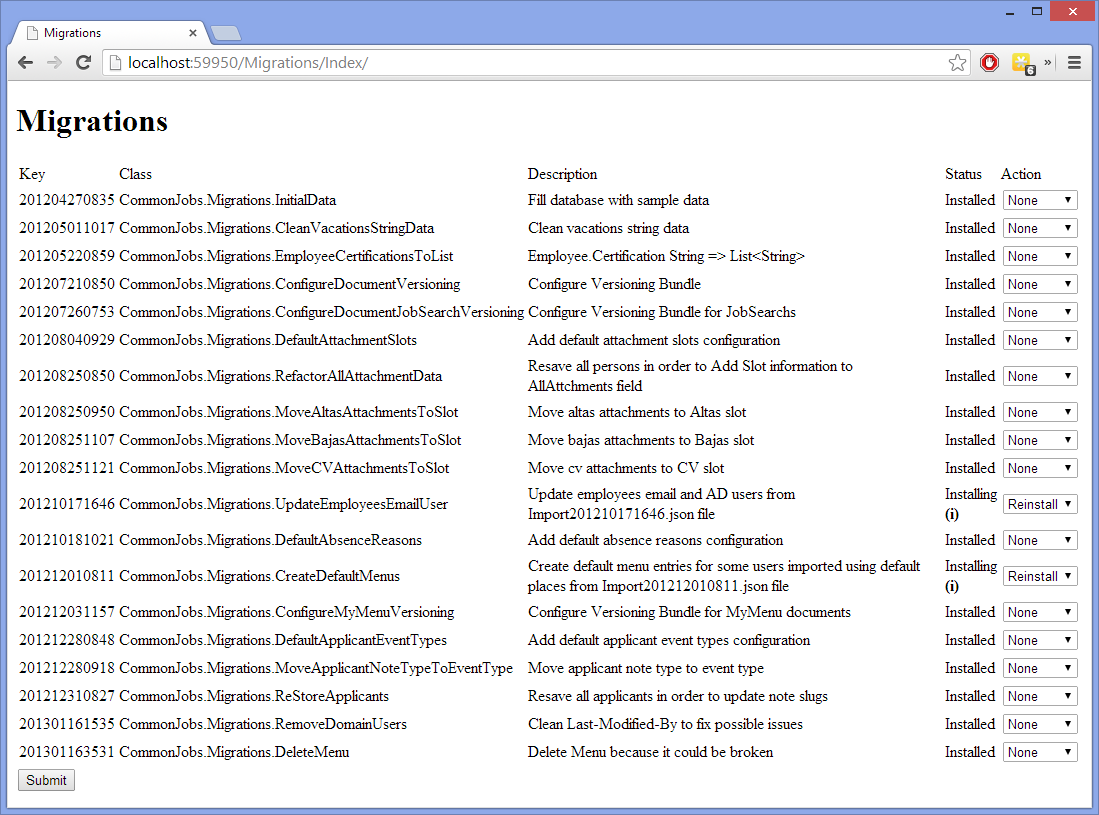 Migrations
localhost:59950/Migrations/Index/
6
»
Migrations
Key Class Description Status Action
201204270835 CommonJobs.Migrations.InitialData Fill database with sample data Installed None
201205011017 CommonJobs.Migrations.CleanVacationsStringData Clean vacations string data Installed None
201205220859 CommonJobs.Migrations.EmployeeCertificationsToList Employee.Certification String => List<String> Installed None
201207210850 CommonJobs.Migrations.ConfigureDocumentVersioning Configure Versioning Bundle Installed None
201207260753 CommonJobs.Migrations.ConfigureDocumentJobSearchVersioning Configure Versioning Bundle for JobSearchs Installed None
201208040929 CommonJobs.Migrations.DefaultAttachmentSlots Add default attachment slots configuration Installed None
201208250850 CommonJobs.Migrations.RefactorAllAttachmentData Resave all persons in order to Add Slot information to Installed None
AllAttchments field
201208250950 CommonJobs.Migrations.MoveAltasAttachmentsToSlot Move altas attachments to Altas slot Installed None
201208251107 CommonJobs.Migrations.MoveBajasAttachmentsToSlot Move bajas attachments to Bajas slot Installed None
201208251121 CommonJobs.Migrations.MoveCVAttachmentsToSlot Move cv attachments to CV slot Installed None
201210171646 CommonJobs.Migrations.UpdateEmployeesEmailUser Update employees email and AD users from Installing Reinstall
Import201210171646.json file (i)
201210181021 CommonJobs.Migrations.DefaultAbsenceReasons Add default absence reasons configuration Installed None
201212010811 CommonJobs.Migrations.CreateDefaultMenus Create default menu entries for some users imported using default Installing Reinstall
places from Import201212010811.json file (i)
201212031157 CommonJobs.Migrations.ConfigureMyMenuVersioning Configure Versioning Bundle for MyMenu documents Installed None
201212280848 CommonJobs.Migrations.DefaultApplicantEventTypes Add default applicant event types configuration Installed None
201212280918 CommonJobs.Migrations.MoveApplicantNoteTypeToEventType Move applicant note type to event type Installed None
201212310827 CommonJobs.Migrations.ReStoreApplicants Resave all applicants in order to update note slugs Installed None
201301161535 CommonJobs.Migrations.RemoveDomainUsers Clean Last-Modified-By to fix possible issues Installed None
201301163531 CommonJobs.Migrations.DeleteMenu Delete Menu because it could be broken Installed None
Submit